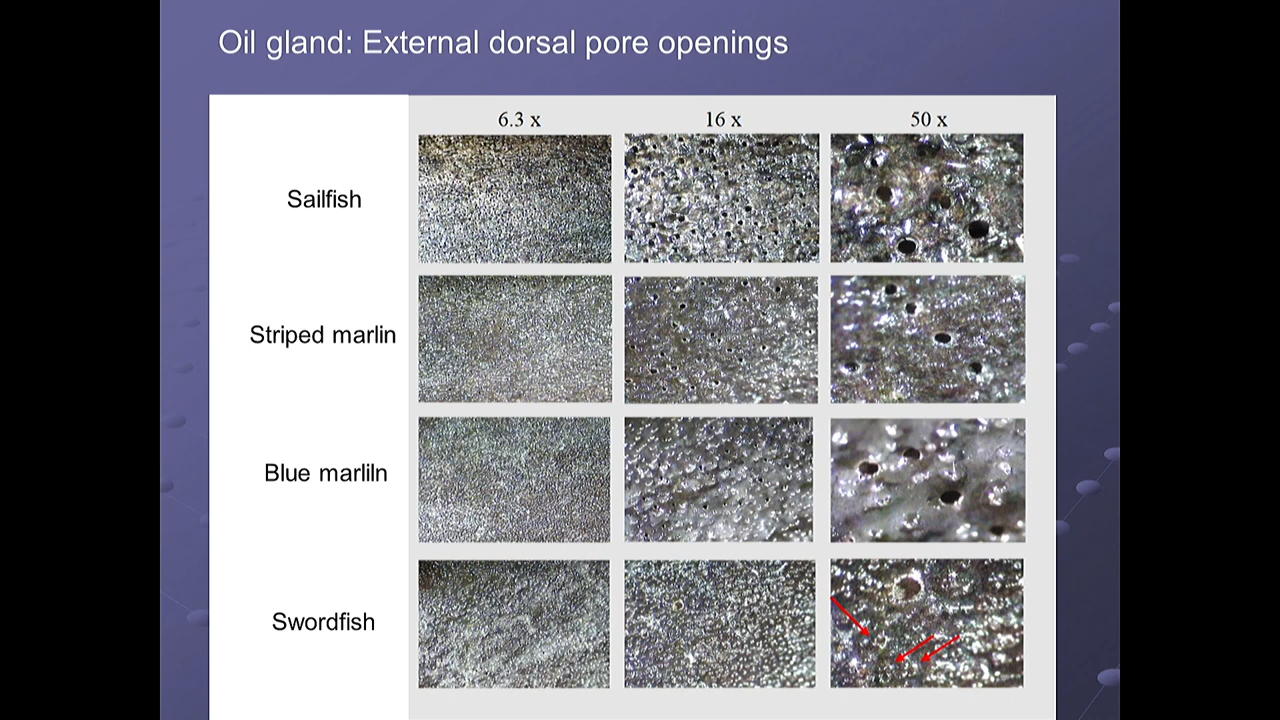 Oil gland: External dorsal pore openings
6.3 x 16 x 50 x
Sailfish
Striped marlin
Blue marliln
Swordfish